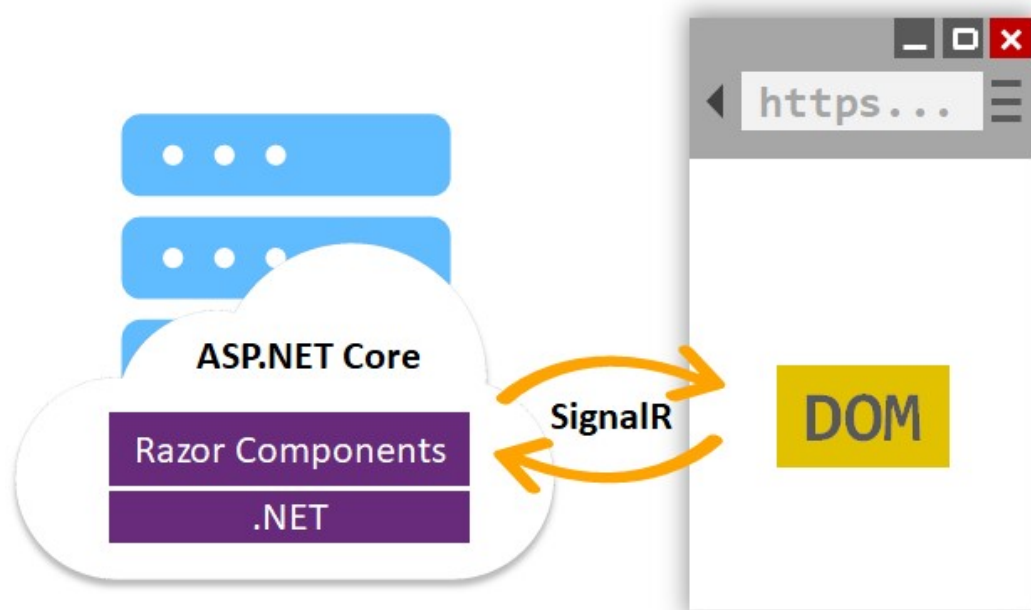 https...
ASP.NET Core
Razor Components
.NET
SignalR
DOM